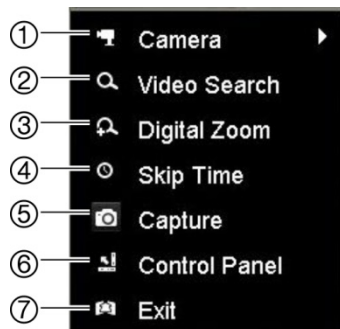 ① Camera
② Video Search
③ Digital Zoom
④ Skip Time
⑤ Capture
⑥ Control Panel
⑦ Exit